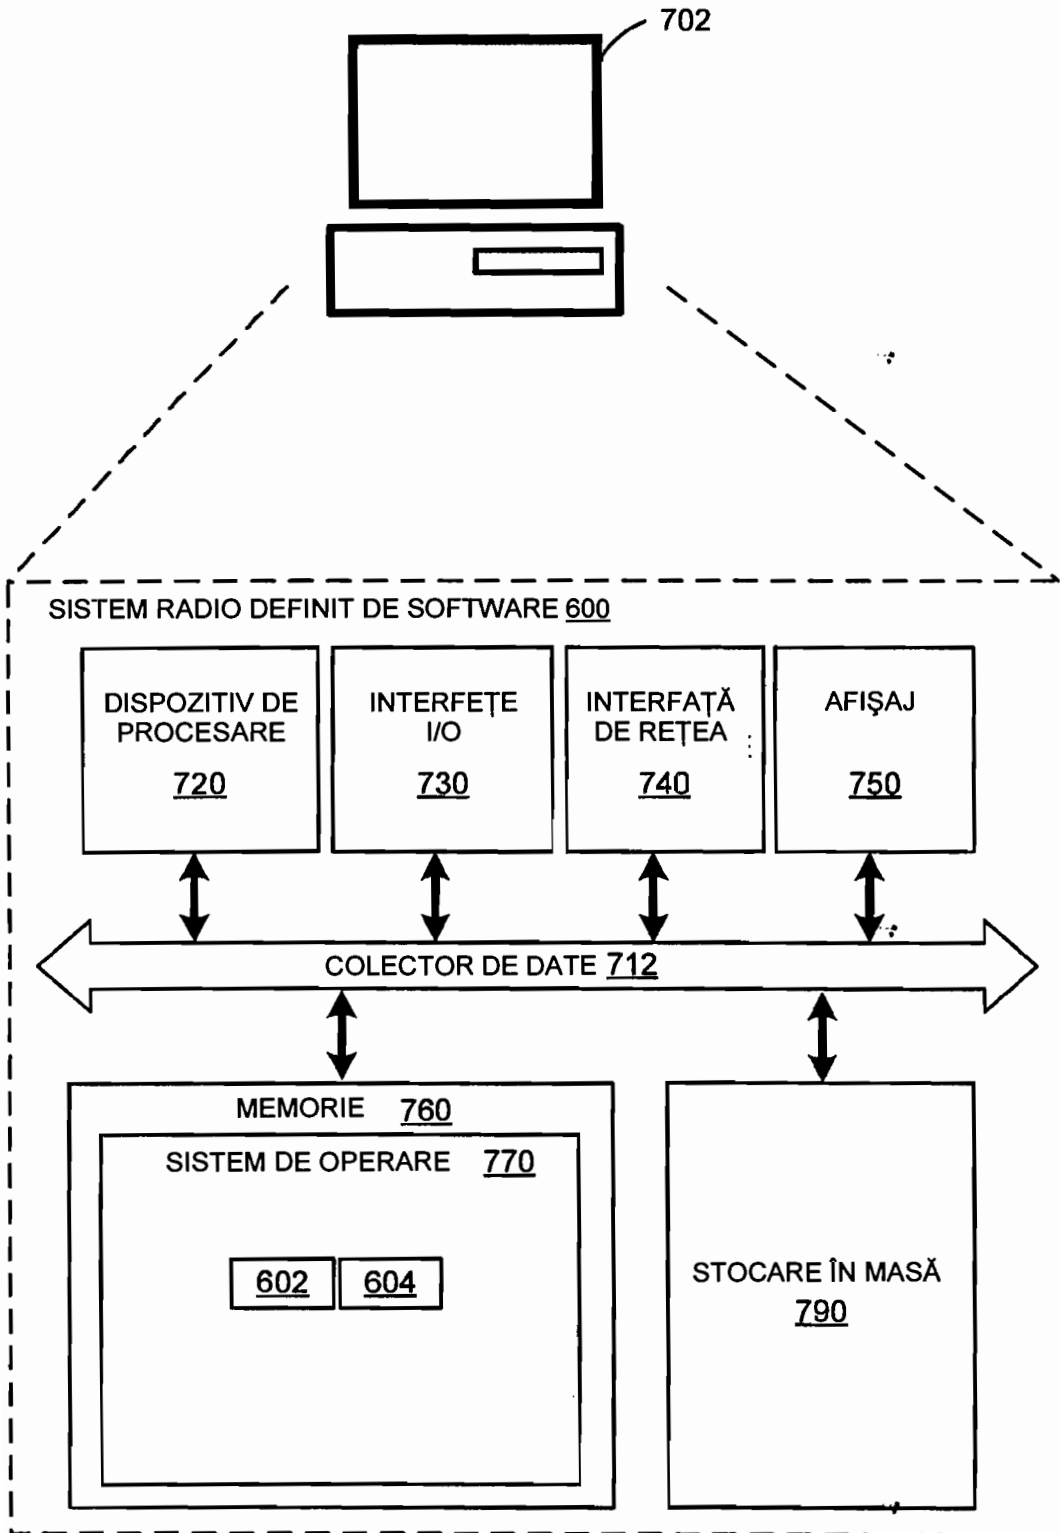 702
SISTEM RADIO DEFINIT DE SOFTWARE 600
DISPOZITIV DE
PROCESARE
720
INTERFEȚE
I/O
730
INTERFAȚĂ
DE REȚEA
740
AFIŞAJ
750
COLECTOR DE DATE 712
MEMORIE 760
SISTEM DE OPERARE 770
602 604
STOCARE ÎN MASĂ
790